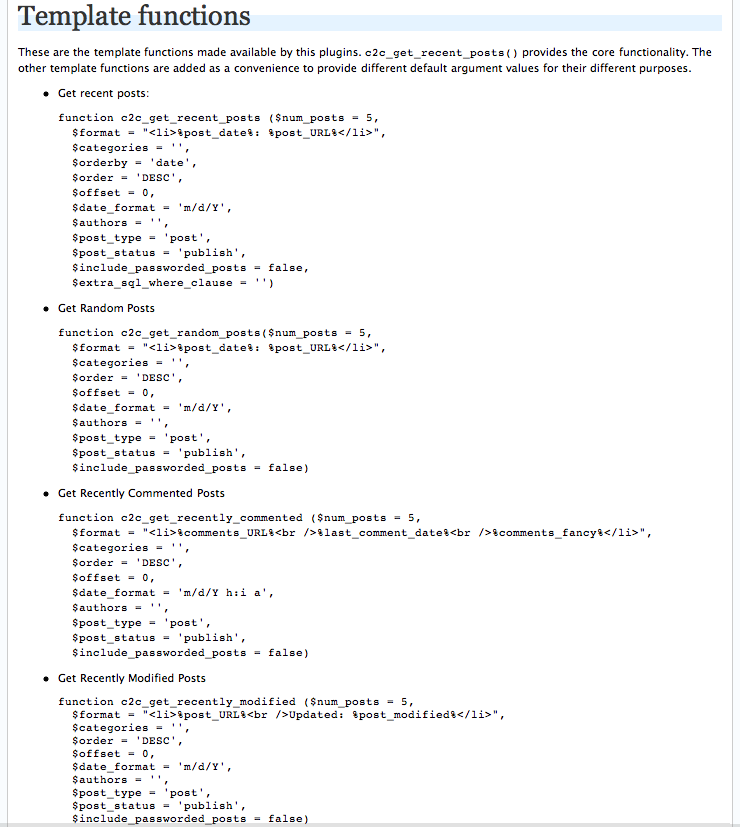 Template functions
These are the template functions made available by this plugins. c2c_get_recent_posts() provides the core functionality. The
other template functions are added as a convenience to provide different default argument values for their different purposes.
• Get recent posts:
function c2c_get_recent_posts ($num_posts = 5,
$format = "<li>%post_date%: %post_URL%</li>",
$categories = '',
$orderby = 'date',
$order = 'DESC',
$offset = 0,
$date_format = 'm/d/Y',
$authors = '',
$post_type = 'post',
$post_status = 'publish',
$include_passworded_posts = false,
$extra_sql_where_clause = '')
• Get Random Posts
function c2c_get_random_posts($num_posts = 5,
$format = "<li>%post_date%: %post_URL%</li>",
$categories = '',
$order = 'DESC',
$offset = 0,
$date_format = 'm/d/Y',
$authors = '',
$post_type = 'post',
$post_status = 'publish',
$include_passworded_posts = false)
• Get Recently Commented Posts
function c2c_get_recently_commented ($num_posts = 5,
$format = "<li>%comments_URL%<br />%last_comment_date%<br />%comments_fancy%</li>",
$categories = '',
$order = 'DESC',
$offset = 0,
$date_format = 'm/d/Y h:i a',
$authors = '',
$post_type = 'post',
$post_status = 'publish',
$include_passworded_posts = false)
• Get Recently Modified Posts
function c2c_get_recently_modified ($num_posts = 5,
$format = "<li>%post_URL%<br />Updated: %post_modified%</li>",
$categories = '',
$order = 'DESC',
$offset = 0,
$date_format = 'm/d/Y',
$authors = '',
$post_type = 'post',
$post_status = 'publish',
$include_passworded_posts = false)